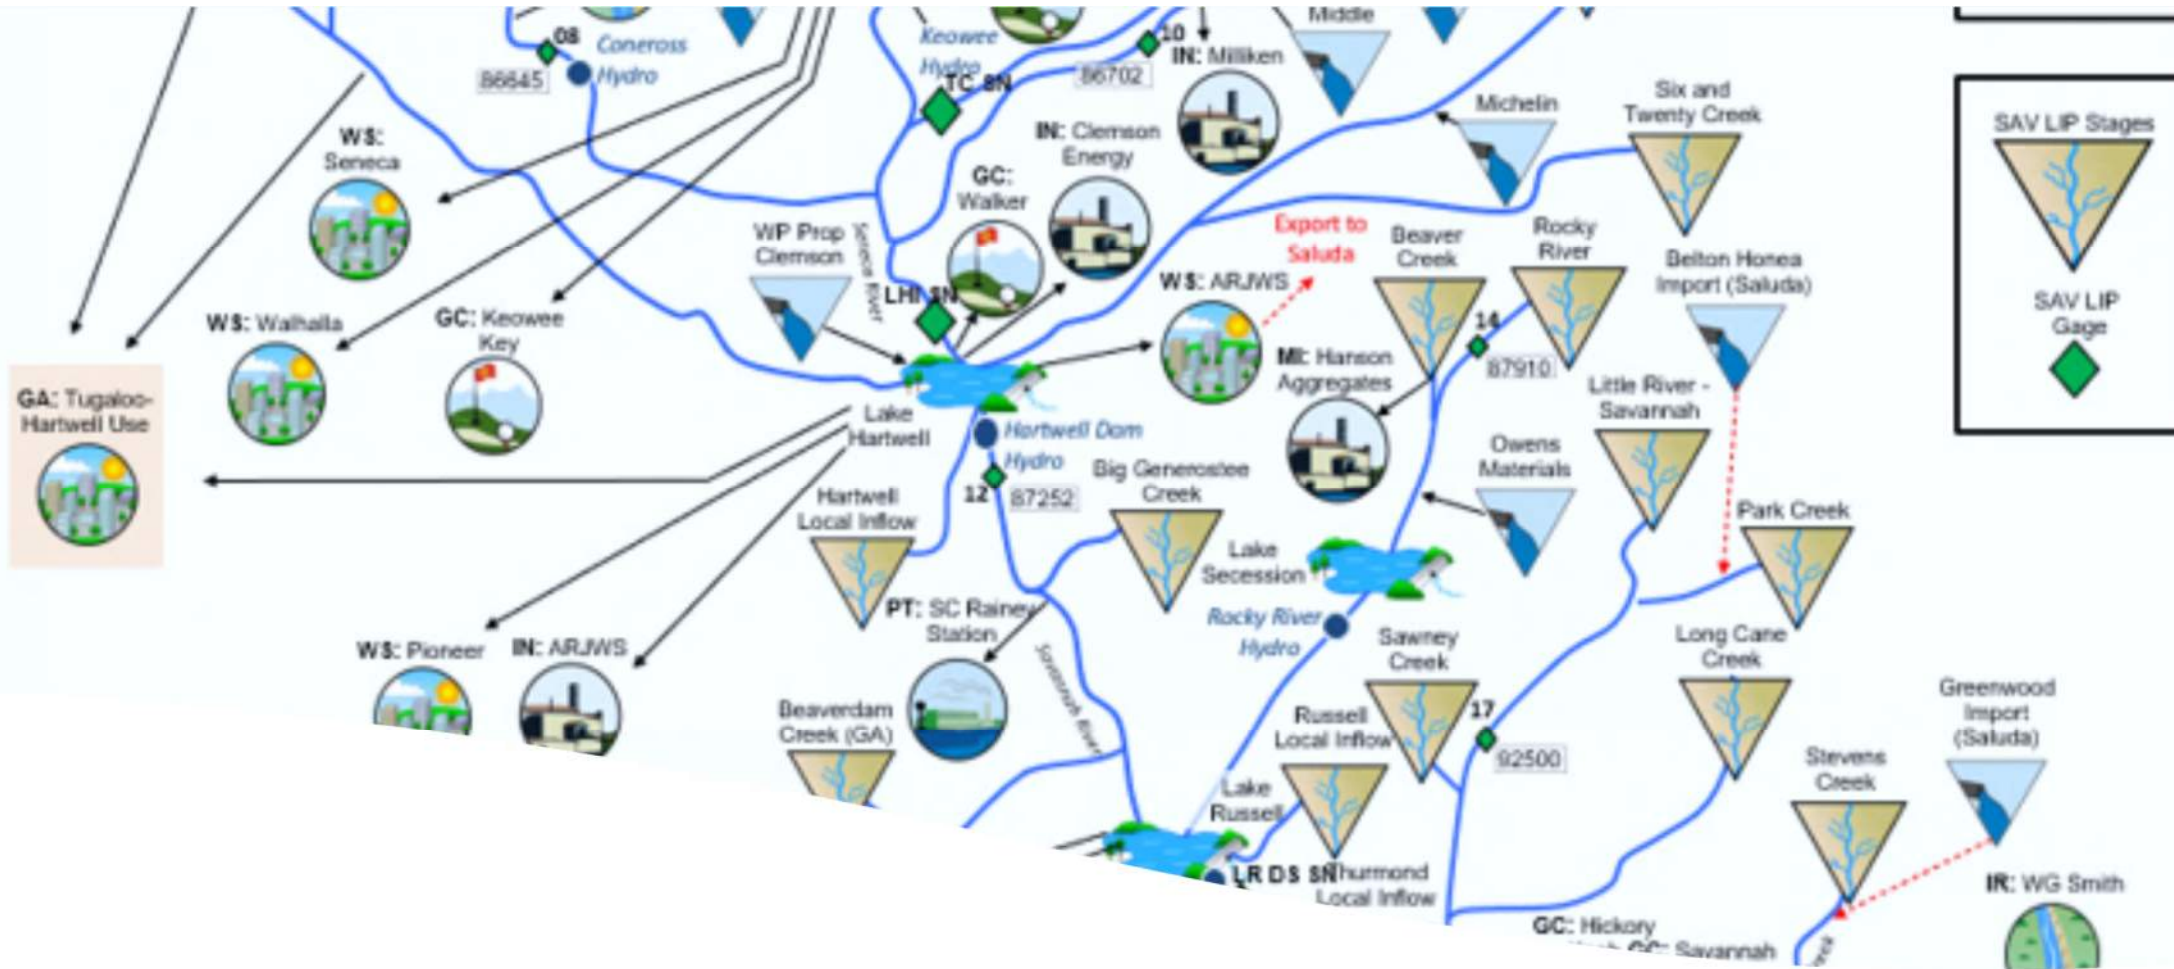 08
Coneross
Hydro
86645
Keowee
Hydro
TC SN
10
86702
IN: Milliken
Middle
Michelin
Six and
Twenty Creek
SAV LIP Stages
SAV LIP
Gage
WS:
Seneca
IN: Clemson
Energy
GC:
Walker
WP Prop
Clemson
Seneca River
LHI SN
WS: ARJWS
Export to
Saluda
Beaver
Creek
Rocky
River
Belton Honea
Import (Saluda)
WS: Walhalla
GC: Keowee
Key
14
87910
MI: Hanson
Aggregates
Little River -
Savannah
GA: Tugaloo-
Hartwell Use
Lake
Hartwell
Hartwell Dam
Hydro
12
87252
Big Generostee
Creek
Owens
Materials
Hartwell
Local Inflow
Park Creek
Lake
Secession
PT: SC Rainey
Station
Rocky River
Hydro
Sawney
Creek
Long Cane
Creek
WS: Pioneer
IN: ARJWS
Savannah River
Beaverdam
Creek (GA)
Russell
Local Inflow
17
92500
Greenwood
Import
(Saluda)
Stevens
Creek
Lake
Russell
LR DS SN
Thurmond
Local Inflow
IR: WG Smith
GC: Hickory
GC: Savannah